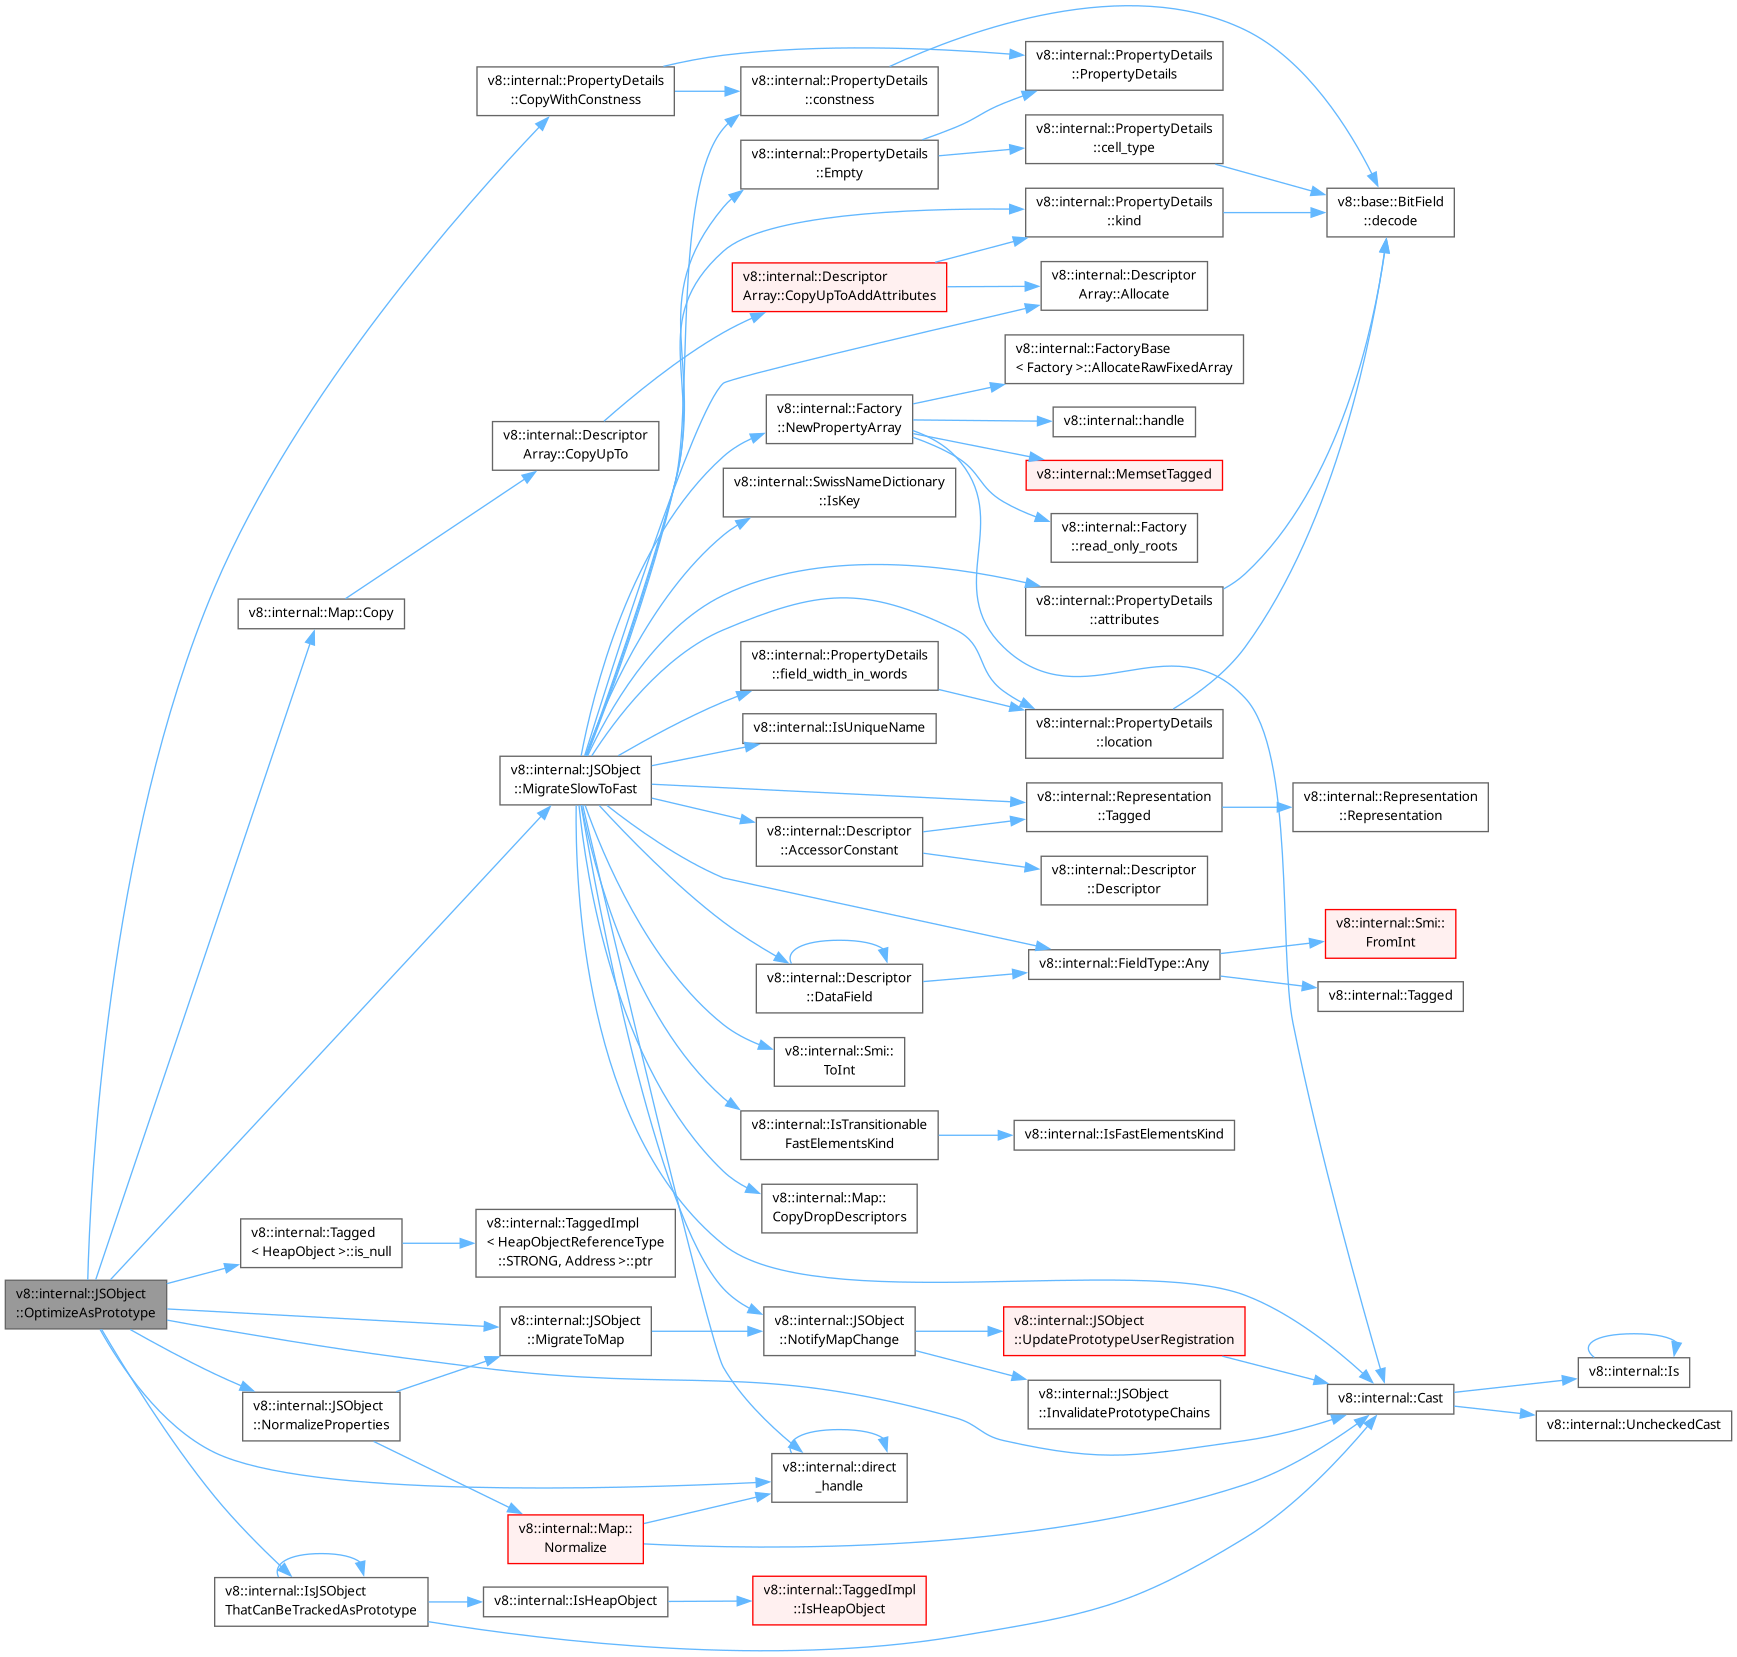 v8::internal::JSObject
::OptimizeAsPrototype
v8::internal::Map::Copy
v8::internal::Tagged
< HeapObject >::is_null
v8::internal::JSObject
::NormalizeProperties
v8::internal::IsJSObject
ThatCanBeTrackedAsPrototype
v8::internal::PropertyDetails
::CopyWithConstness
v8::internal::Descriptor
Array::CopyUpTo
v8::internal::JSObject
::MigrateSlowToFast
v8::internal::TaggedImpl
< HeapObjectReferenceType
::STRONG, Address >::ptr
v8::internal::JSObject
::MigrateToMap
v8::internal::Map::
Normalize
v8::internal::IsHeapObject
v8::internal::PropertyDetails
::constness
v8::internal::PropertyDetails
::Empty
v8::internal::Descriptor
Array::CopyUpToAddAttributes
v8::internal::Factory
::NewPropertyArray
v8::internal::SwissNameDictionary
::IsKey
v8::internal::PropertyDetails
::field_width_in_words
v8::internal::IsUniqueName
v8::internal::Descriptor
::AccessorConstant
v8::internal::Descriptor
::DataField
v8::internal::Smi::
ToInt
v8::internal::IsTransitionable
FastElementsKind
v8::internal::Map::
CopyDropDescriptors
v8::internal::JSObject
::NotifyMapChange
v8::internal::direct
_handle
v8::internal::TaggedImpl
::IsHeapObject
v8::internal::PropertyDetails
::PropertyDetails
v8::internal::PropertyDetails
::cell_type
v8::internal::PropertyDetails
::kind
v8::internal::Descriptor
Array::Allocate
v8::internal::FactoryBase
< Factory >::AllocateRawFixedArray
v8::internal::handle
v8::internal::MemsetTagged
v8::internal::Factory
::read_only_roots
v8::internal::PropertyDetails
::attributes
v8::internal::PropertyDetails
::location
v8::internal::Representation
::Tagged
v8::internal::Descriptor
::Descriptor
v8::internal::FieldType::Any
v8::internal::IsFastElementsKind
v8::internal::JSObject
::UpdatePrototypeUserRegistration
v8::internal::JSObject
::InvalidatePrototypeChains
v8::base::BitField
::decode
v8::internal::Representation
::Representation
v8::internal::Smi::
FromInt
v8::internal::Tagged
v8::internal::Cast
v8::internal::Is
v8::internal::UncheckedCast